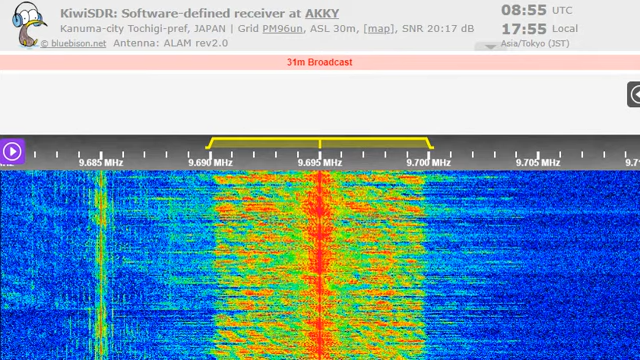 KiwiSDR: Software-defined receiver at AKKY
08:55 UTC
Kanuma-city Tochigi-pref, JAPAN | Grid PM96un, ASL 30m, [map], SNR 20:17 dB
17:55 Local
© bluebison.net Antenna: ALAM rev2.0
Asia/Tokyo (JST)
31m Broadcast
9.685 MHz 9.690 MHz 9.695 MHz 9.700 MHz 9.705 MHz